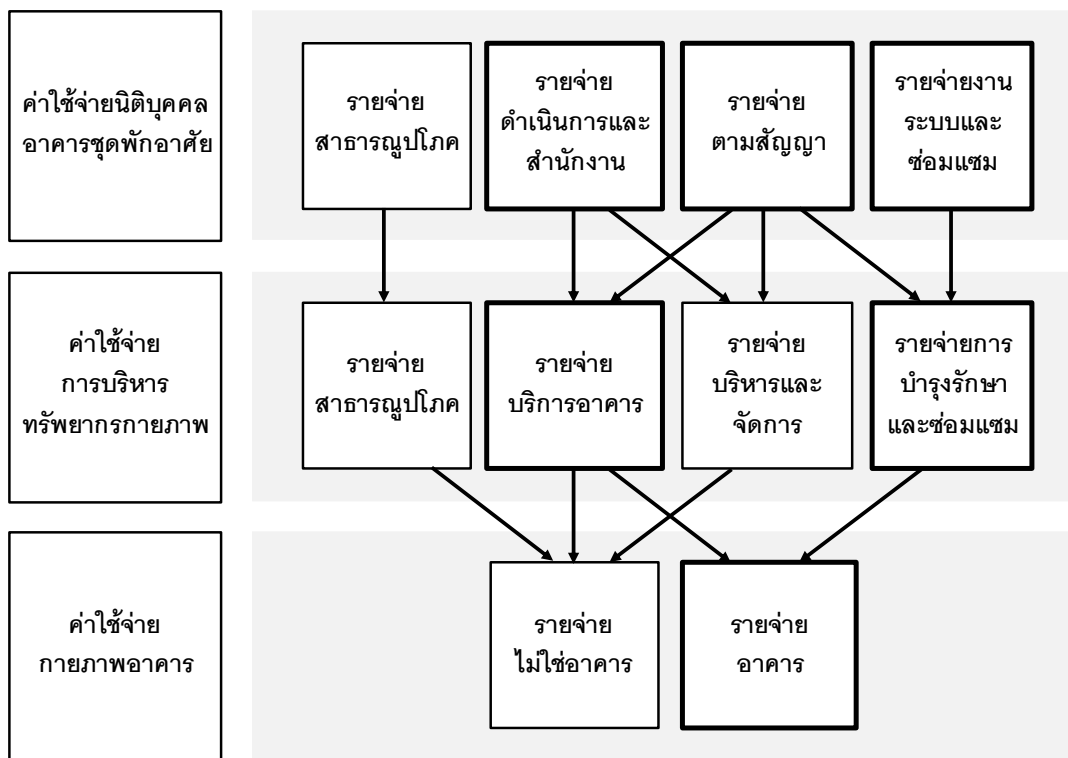 ค่าใช้จ่ายนิติบุคคล
อาคารชุดพักอาศัย
รายจ่าย
สาธารณูปโภค
รายจ่าย
ดำเนินการและ
สำนักงาน
รายจ่าย
ตามสัญญา
รายจ่ายงาน
ระบบและ
ซ่อมแซม
ค่าใช้จ่าย
การบริหาร
ทรัพยากรกายภาพ
รายจ่าย
สาธารณูปโภค
รายจ่าย
บริการอาคาร
รายจ่าย
บริหารและ
จัดการ
รายจ่ายการ
บำรุงรักษา
และซ่อมแซม
ค่าใช้จ่าย
กายภาพอาคาร
รายจ่าย
ไม่ใช่อาคาร
รายจ่าย
อาคาร